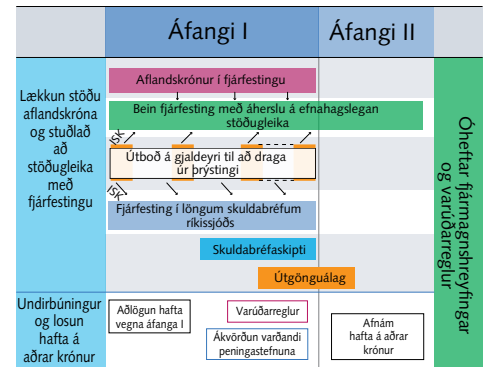 Áfangi I
Áfangi II
Lækkun stöðu
aflandskróna
og stuðlað
að
stöðugleika
með
fjárfestingu
Aflandskrónur í fjárfestingu
Bein fjárfesting með áherslu á efnahagslegan
stöðugleika
ISK
Útboð á gjaldeyri til að draga
úr þrýstingi
ISK
Fjárfesting í löngum skuldabréfum
ríkissjóðs
Skuldabréfaskipti
Útgönguálag
Óheftar fjármagnshreyfingar
og varúðarreglur
Undirbúningur
og losun
hafta á
aðrar krónur
Aðlögun hafta
vegna áfanga I
Varúðarreglur
Ákvörðun varðandi
peningastefnuna
Afnám
hafta á aðrar
krónur